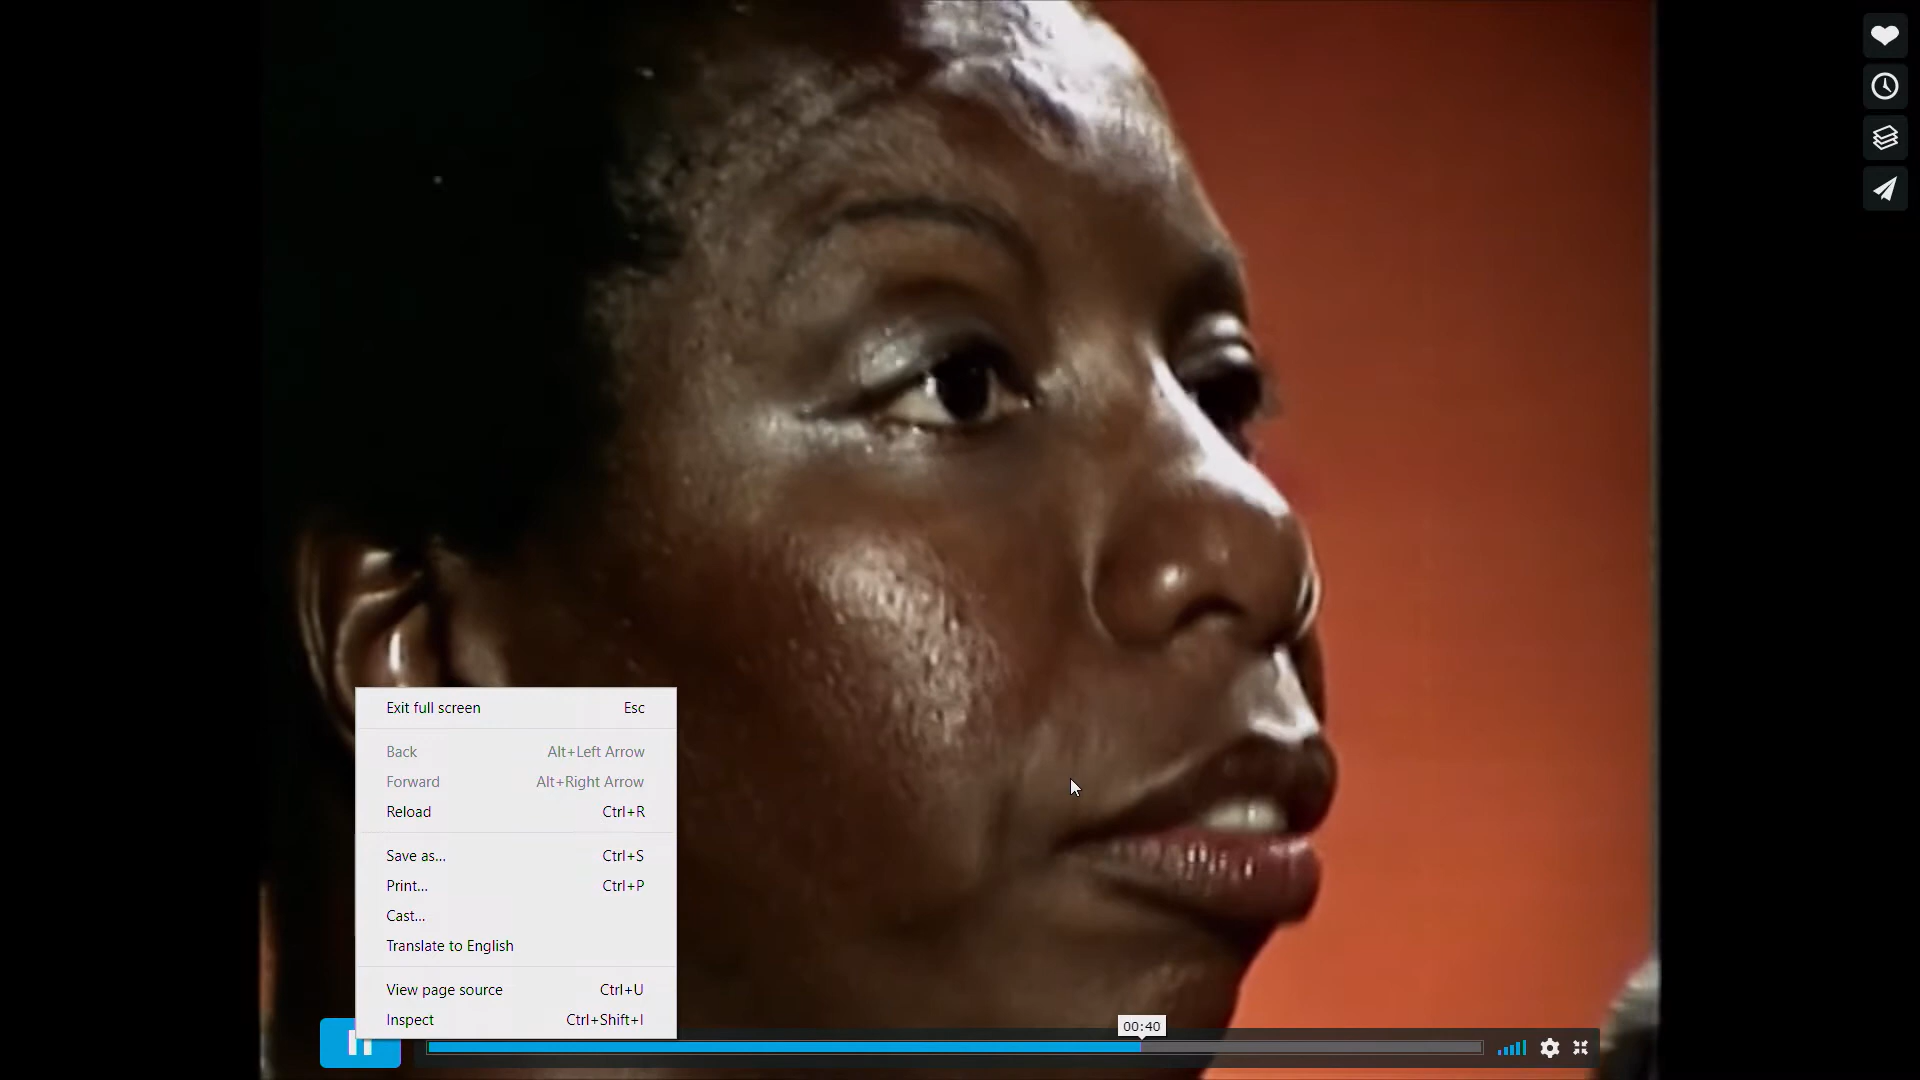 Exit full screen Esc
Back Alt+Left Arrow
Forward Alt+Right Arrow
Reload Ctrl+R
Save as... Ctrl+S
Print... Ctrl+P
Cast...
Translate to English
View page source Ctrl+U
Inspect Ctrl+Shift+I
00:40